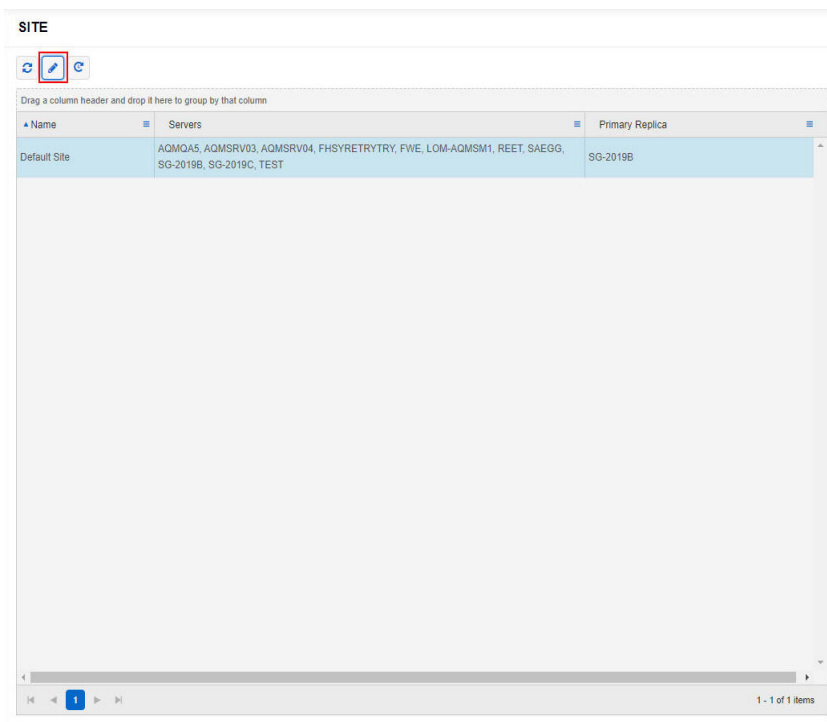 SITE
Drag a column header and drop it here to group by that column
Name Servers Primary Replica
Default Site AQMQA5, AQMSRV03, AQMSRV04, FHSYRETRYTRY, FWE, LOM-AQMSM1, REET, SAEGG, SG-2019B
SG-2019B, SG-2019C, TEST
1 1 - 1 of 1 items